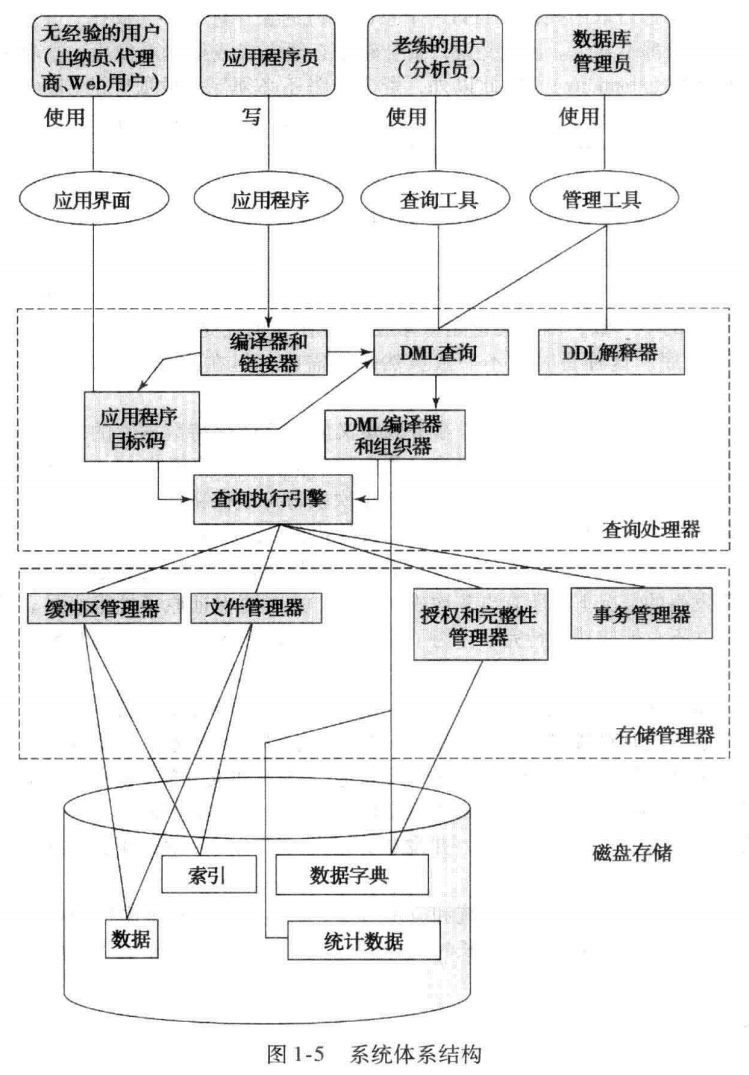 无经验的用户
（出纳员、代理
商、Web用户）
应用程序员
老练的用户
（分析员）
数据库
管理员
使用
写
使用
使用
应用界面
应用程序
查询工具
管理工具
编译器和
链接器
DML查询
DDL解释器
应用程序
目标码
DML编译器
和组织器
查询执行引擎
查询处理器
缓冲区管理器
文件管理器
授权和完整性
管理器
事务管理器
存储管理器
磁盘存储
索引
数据字典
数据
统计数据
图 1-5 系统体系结构